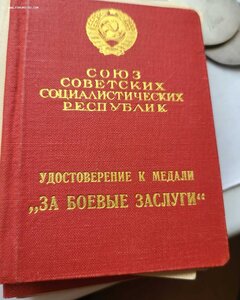 СОЮЗ
СОВЕТСКИХ
СОЦИАЛИСТИЧЕСКИХ
РЕСПУБЛИК
УДОСТОВЕРЕНИЕ К МЕДАЛИ
„ЗА БОЕВЫЕ ЗАСЛУГИ“